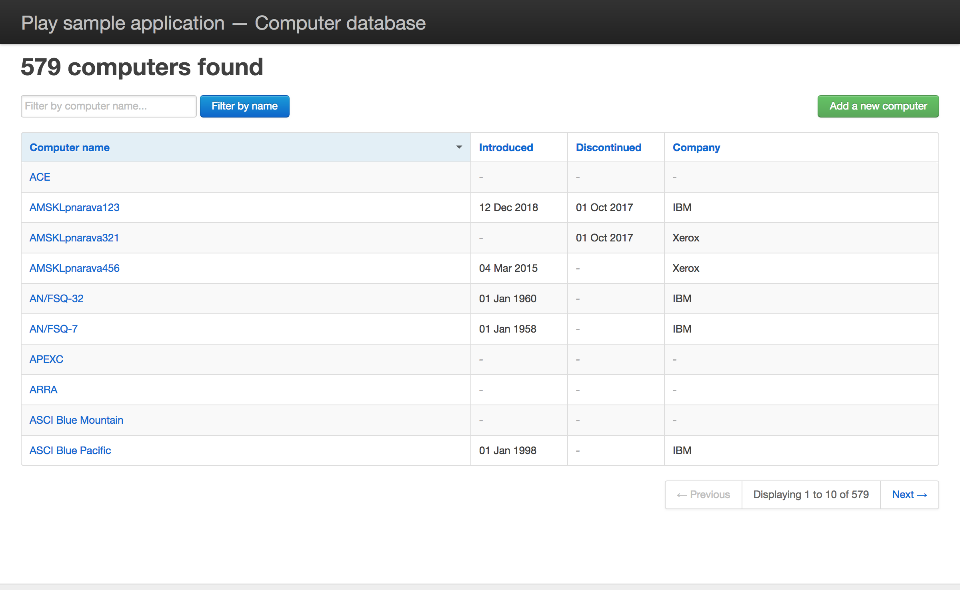 Play sample application — Computer database
579 computers found
Filter by computer name... Filter by name Add a new computer
Computer name Introduced Discontinued Company
ACE - - -
AMSKLpnarava123 12 Dec 2018 01 Oct 2017 IBM
AMSKLpnarava321 - 01 Oct 2017 Xerox
AMSKLpnarava456 04 Mar 2015 - Xerox
AN/FSQ-32 01 Jan 1960 - IBM
AN/FSQ-7 01 Jan 1958 - IBM
APEXC - - -
ARRA - - -
ASCI Blue Mountain - - -
ASCI Blue Pacific 01 Jan 1998 - IBM
← Previous Displaying 1 to 10 of 579 Next →